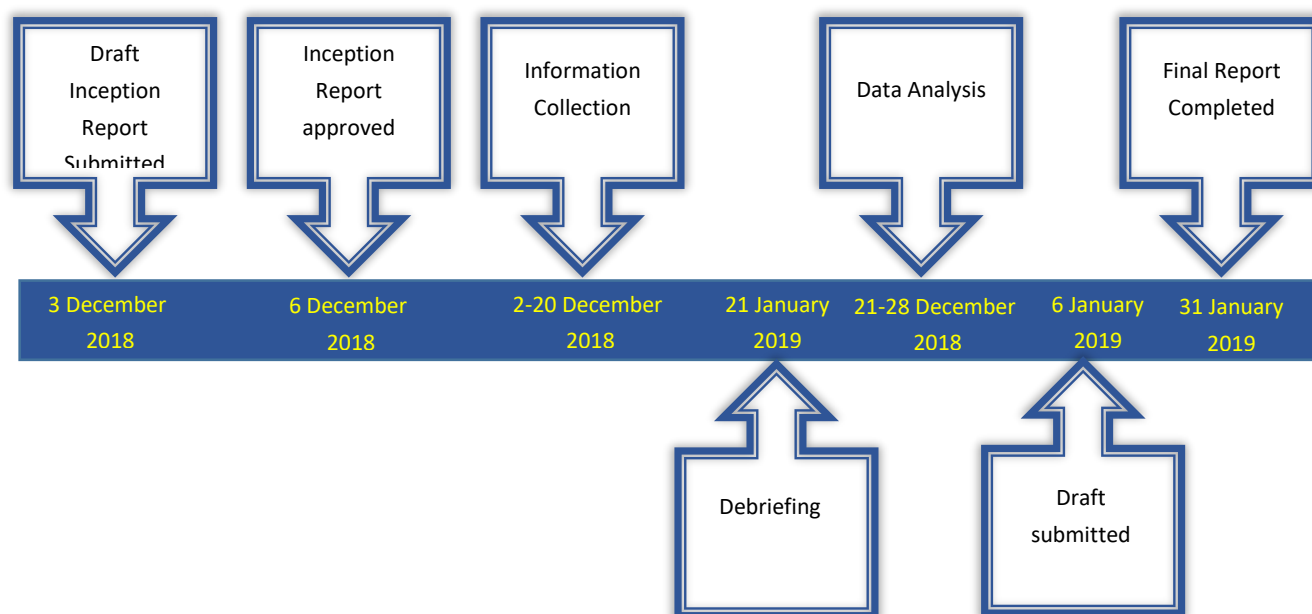 Draft
Inception
Report
Submitted
Inception
Report
approved
Information
Collection
Data Analysis
Final Report
Completed
3 December
2018
6 December
2018
2-20 December
2018
21 January
2019
21-28 December
2018
6 January
2019
31 January
2019
Debriefing
Draft
submitted